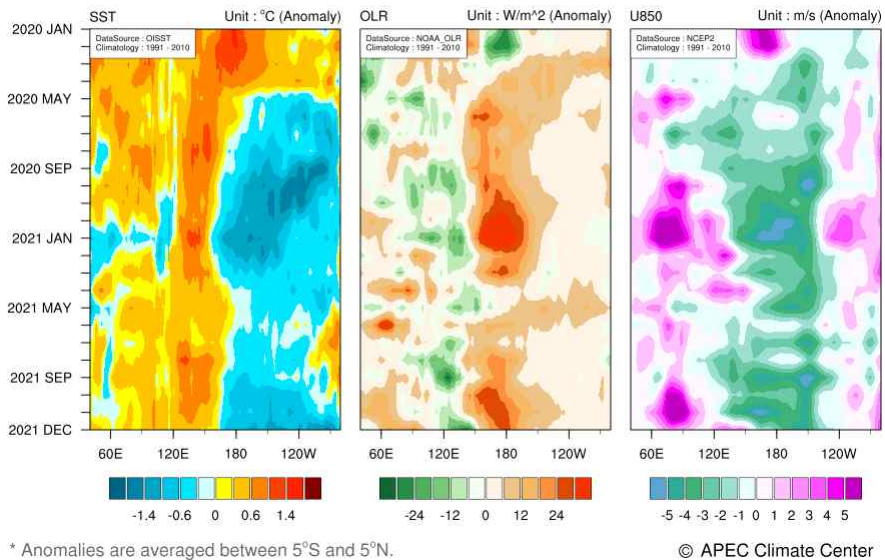 SST Unit : °C (Anomaly)
DataSource : OISST
Climatology : 1991 - 2010
OLR Unit : W/m^2 (Anomaly)
DataSource : NOAA_OLR
Climatology : 1991 - 2010
U850 Unit : m/s (Anomaly)
DataSource : NCEP2
Climatology : 1991 - 2010
2020 JAN
2020 MAY
2020 SEP
2021 JAN
2021 MAY
2021 SEP
2021 DEC
60E 120E 180 120W
60E 120E 180 120W
60E 120E 180 120W
-1.4 -0.6 0 0.6 1.4
-24 -12 0 12 24
-5 -4 -3 -2 -1 0 1 2 3 4 5
* Anomalies are averaged between 5°S and 5°N.
© APEC Climate Center